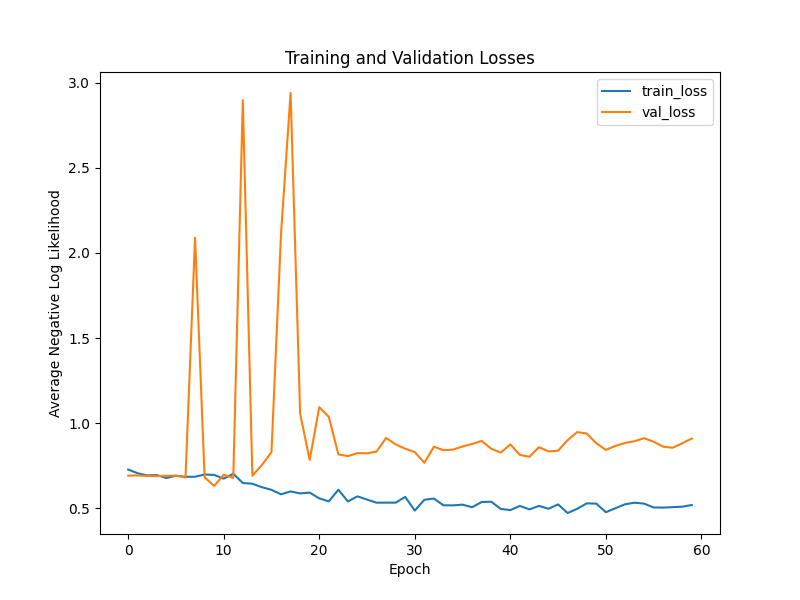 Training and Validation Losses
train_loss
val_loss
Average Negative Log Likelihood
3.0
2.5
2.0
1.5
1.0
0.5
0
10
20
30
40
50
60
Epoch